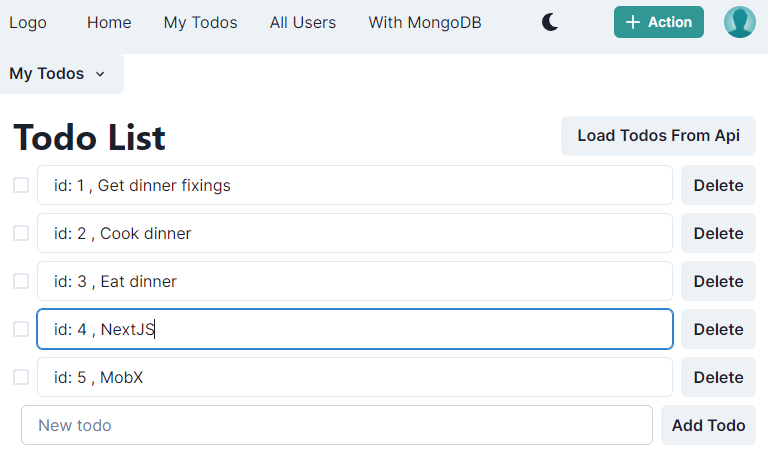 Logo Home My Todos All Users With MongoDB + Action
My Todos
Todo List Load Todos From Api
id: 1 , Get dinner fixings Delete
id: 2 , Cook dinner Delete
id: 3 , Eat dinner Delete
id: 4 , NextJS Delete
id: 5 , MobX Delete
New todo Add Todo